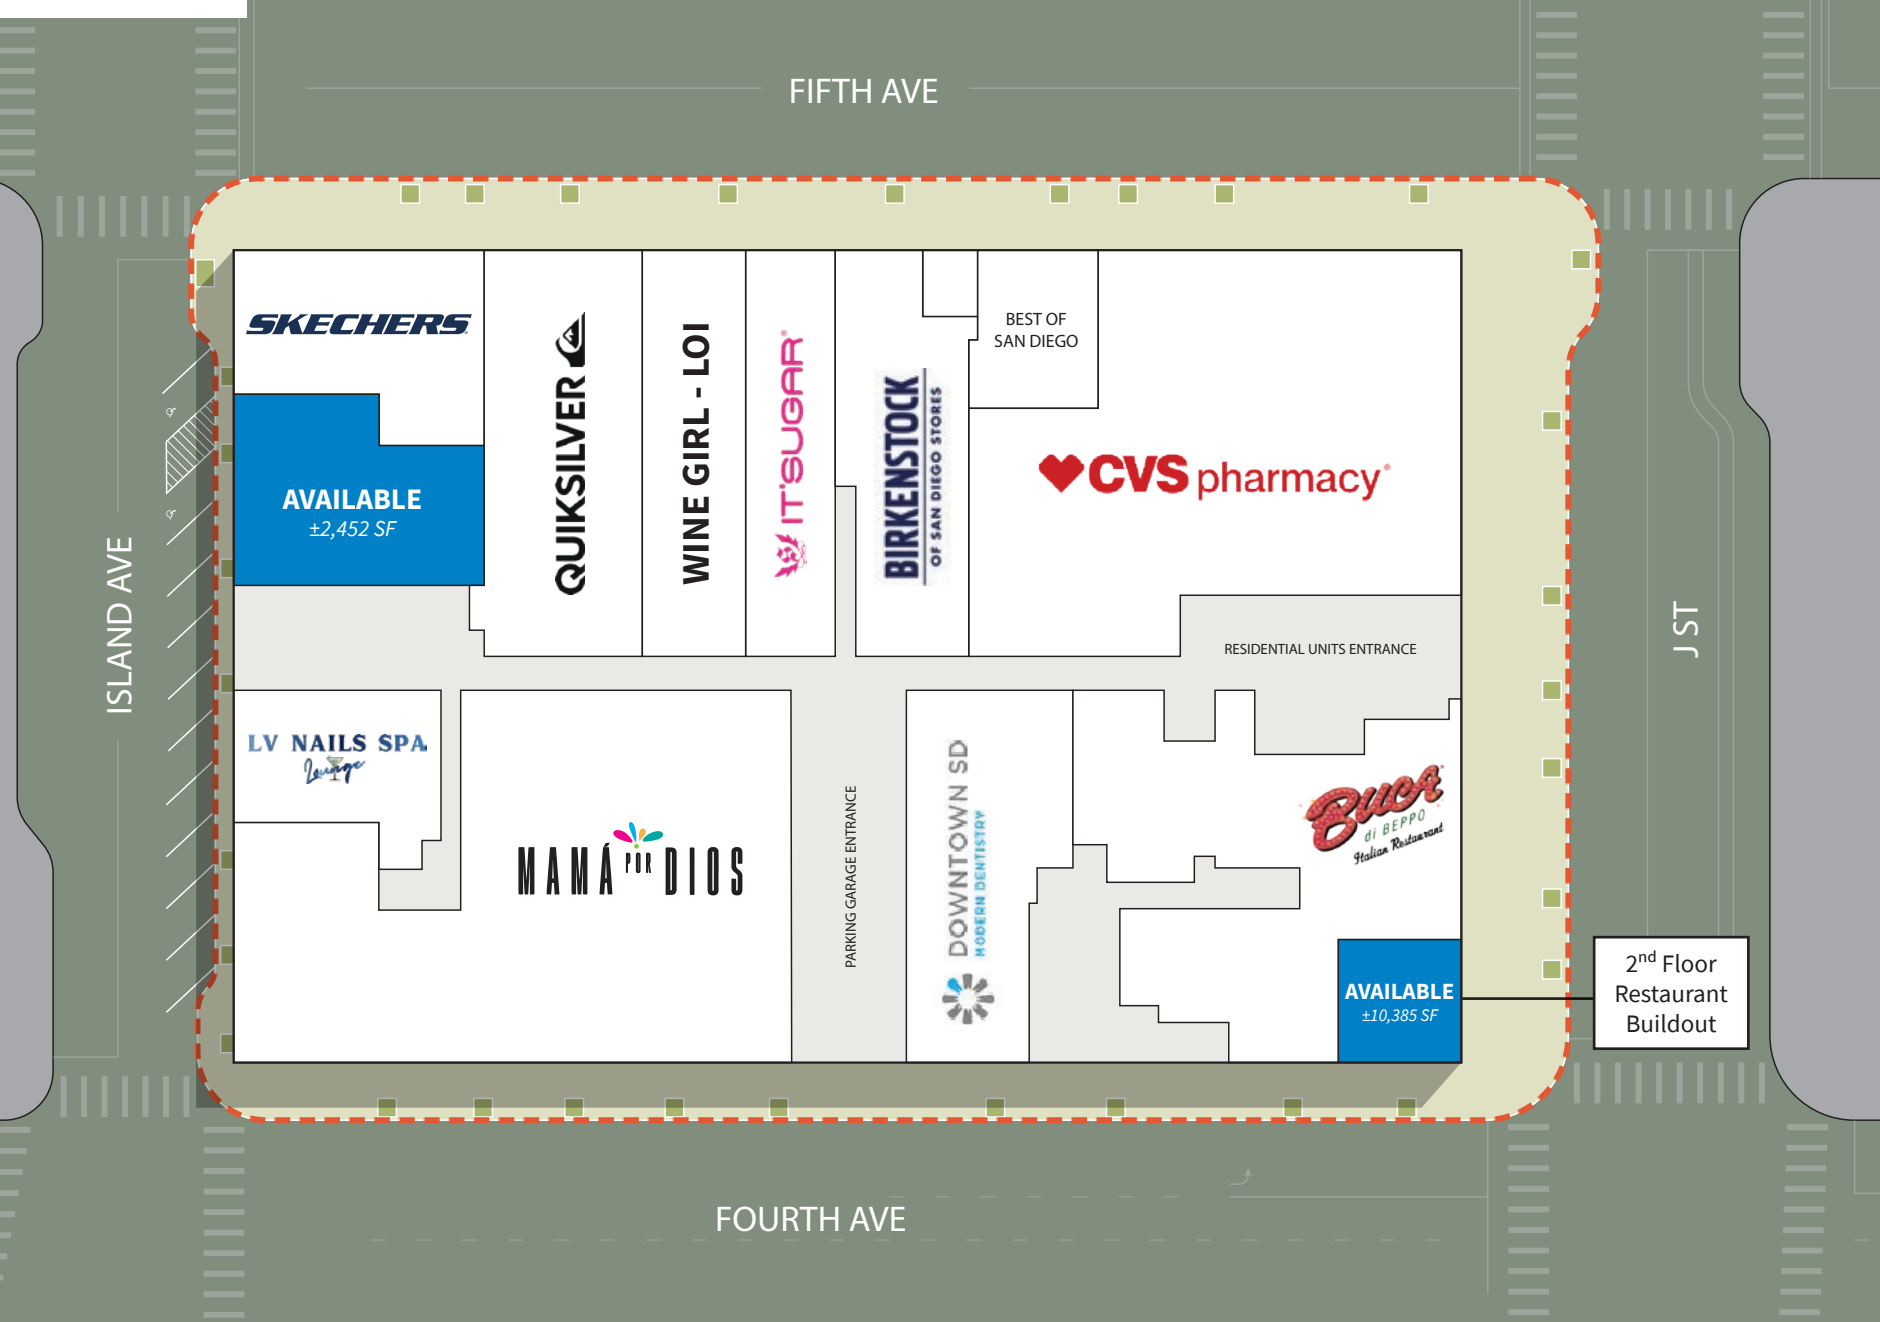 FIFTH AVE
SKECHERS
QUIKSILVER
WINE GIRL - LOI
IT'SUGAR®
BIRKENSTOCK
OF SAN DIEGO STORES
BEST OF
SAN DIEGO
CVS pharmacy®
AVAILABLE
±2,452 SF
ISLAND AVE
J ST
RESIDENTIAL UNITS ENTRANCE
LV NAILS SPA
Lounge
MAMÁ POR DIOS
PARKING GARAGE ENTRANCE
DOWNTOWN SD
MODERN DENTISTRY
BUCA
di BEPPO
Italian Restaurant
AVAILABLE
±10,385 SF
2nd Floor
Restaurant
Buildout
FOURTH AVE